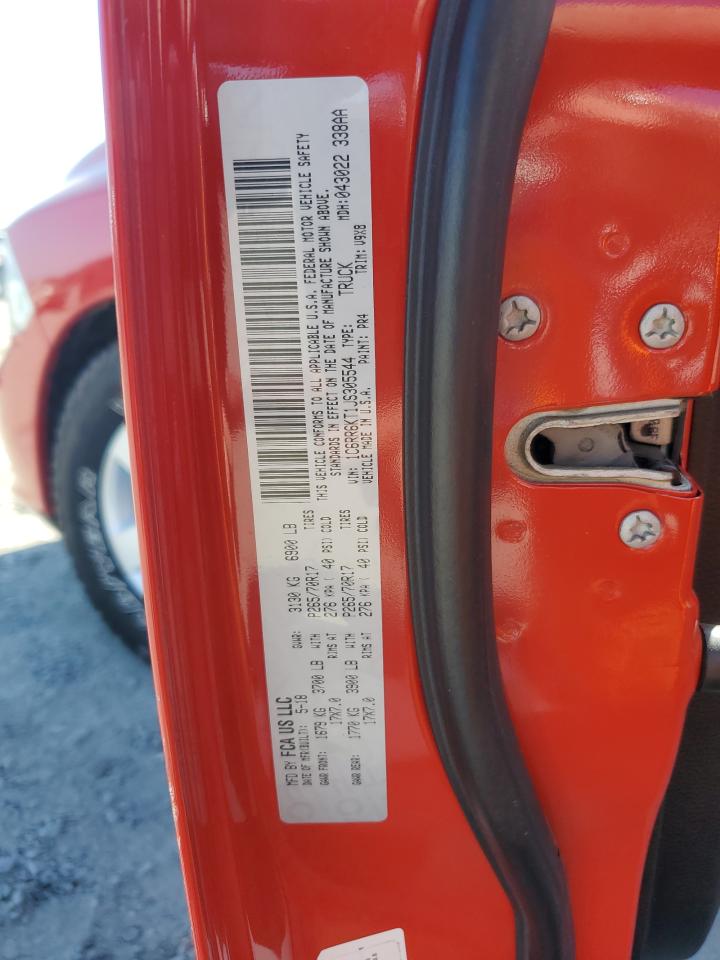 MFD BY FCA US LLC
DATE OF MFR(BUILT): 5-18 GVWR: 3130 KG 6900 LB
GAWR FRONT: 1679 KG 3700 LB WITH P265/70R17 TIRES
17X7.0 RIMS AT 276 KPA ( 40 PSI) COLD
GAWR REAR: 1770 KG 3900 LB WITH P265/70R17 TIRES
17X7.0 RIMS AT 276 KPA ( 40 PSI) COLD
THIS VEHICLE CONFORMS TO ALL APPLICABLE U.S.A. FEDERAL MOTOR VEHICLE SAFETY
STANDARDS IN EFFECT ON THE DATE OF MANUFACTURE SHOWN ABOVE.
VIN: 1C6RR6KT1JS305544 TYPE: TRUCK MDH:043022 338AA
VEHICLE MADE IN U.S.A. PAINT: PR4 TRIM: V9X8